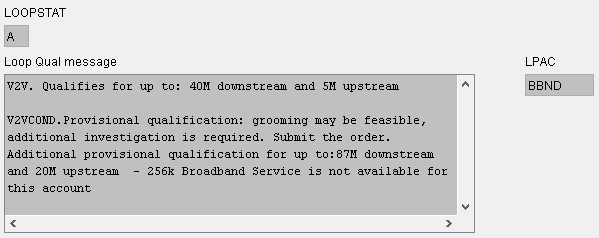 LOOPSTAT
A
Loop Qual message
LPAC
V2V. Qualifies for up to: 40M downstream and 5M upstream
BBND
V2VCOND.Provisional qualification: grooming may be feasible,
additional investigation is required. Submit the order.
Additional provisional qualification for up to:87M downstream
and 20M upstream  - 256k Broadband Service is not available for
this account